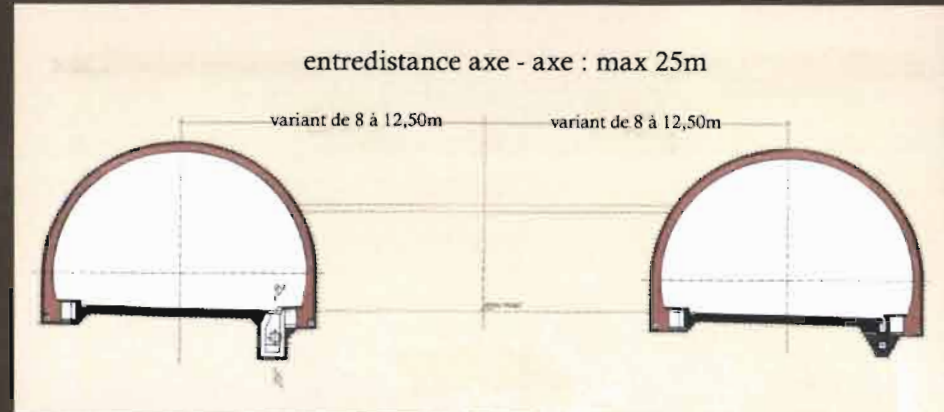 entredistance axe - axe : max 25m
variant de 8 à 12,50m variant de 8 à 12,50m